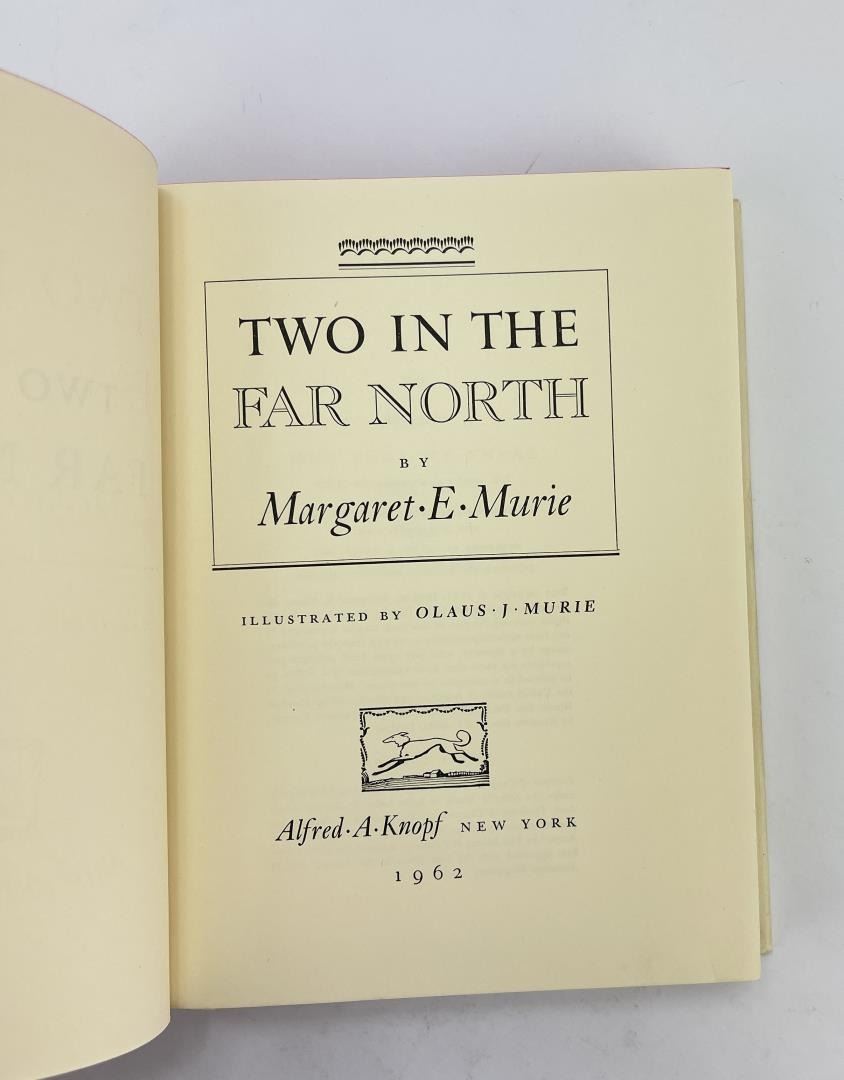 TWO IN THE
FAR NORTH
BY
Margaret·E·Murie
ILLUSTRATED BY OLAUS·J·MURIE
Alfred·A·Knopf NEW YORK
1962